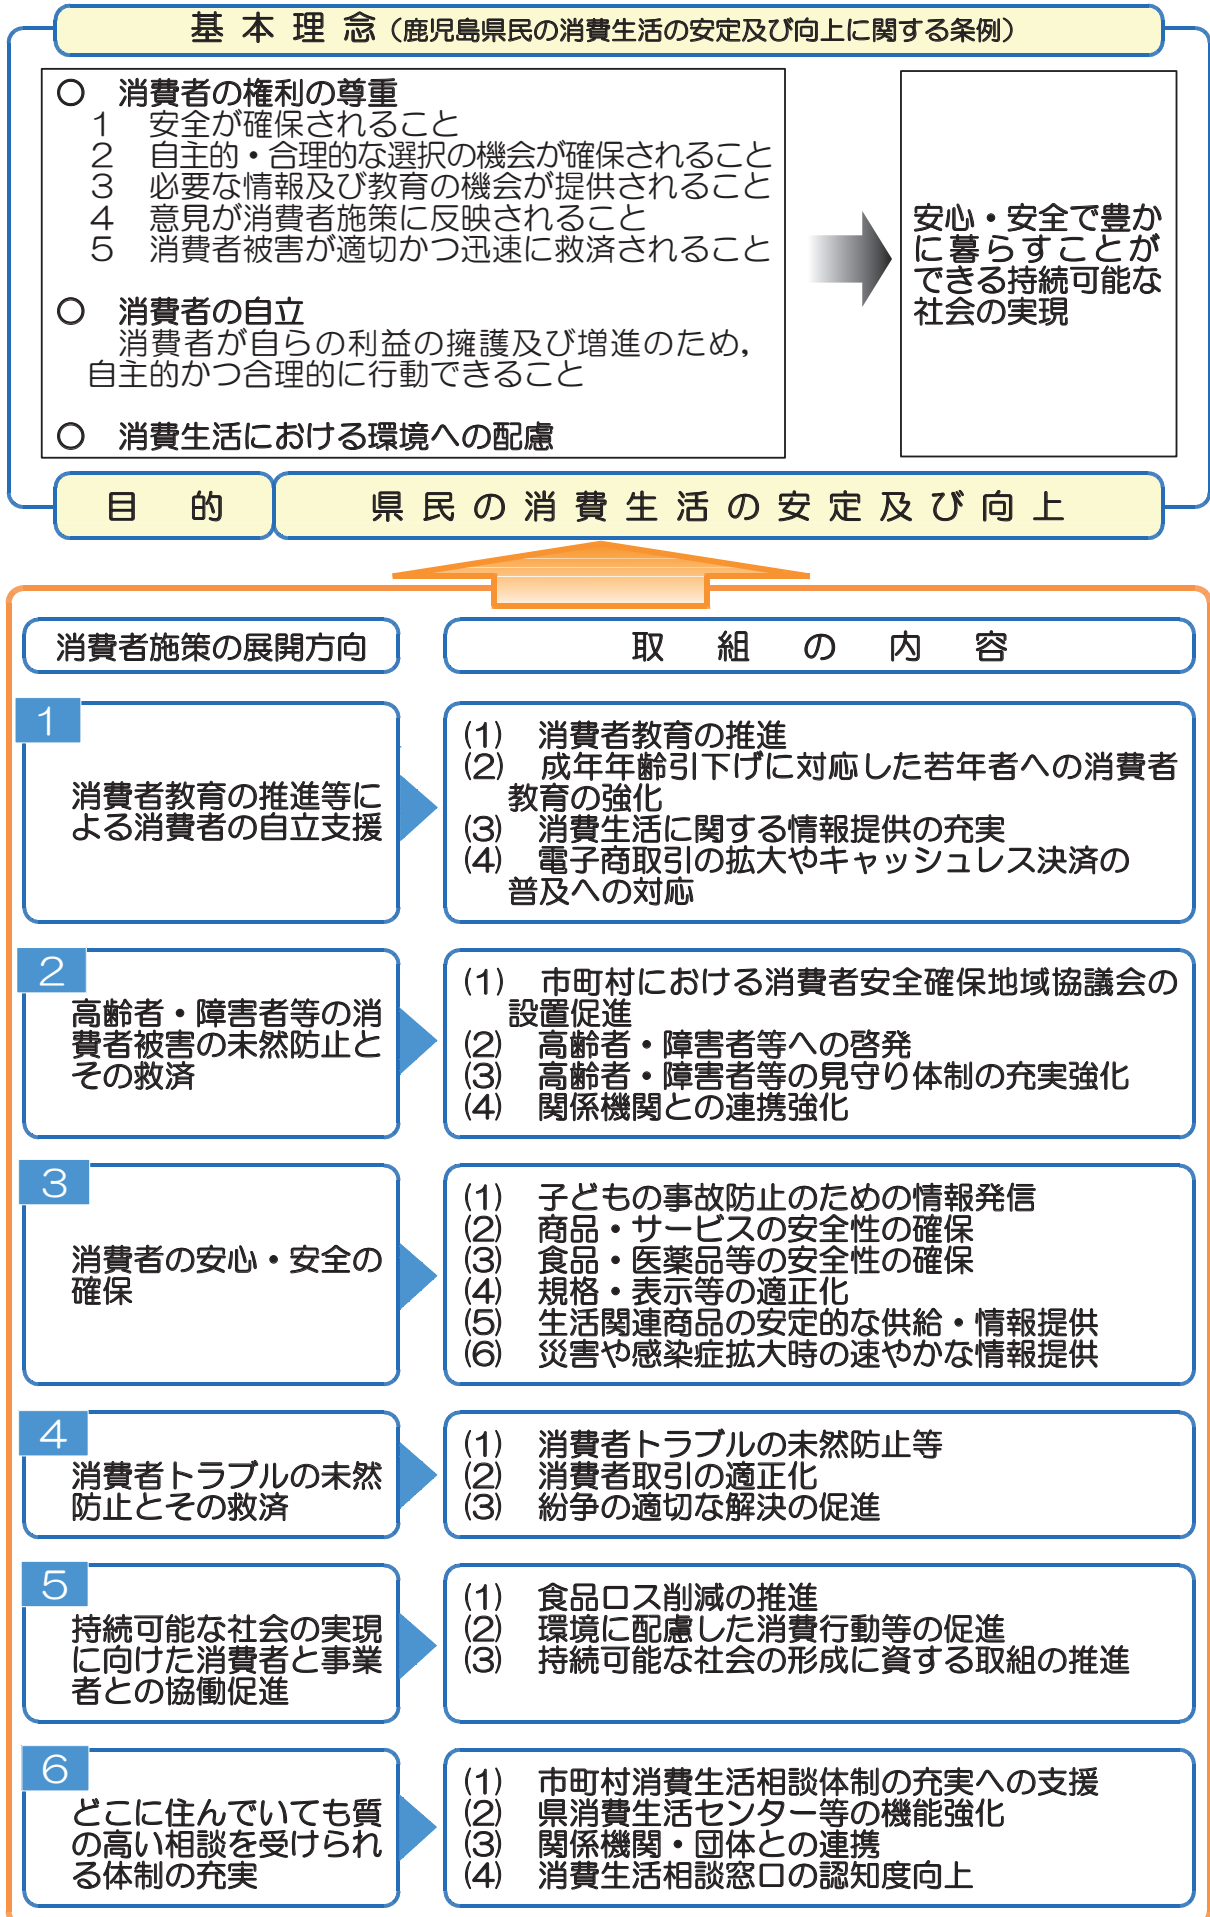 基本理念（鹿児島県民の消費生活の安定及び向上に関する条例）
○　消費者の権利の尊重
１　安全が確保されること
２　自主的・合理的な選択の機会が確保されること
３　必要な情報及び教育の機会が提供されること
４　意見が消費者施策に反映されること
５　消費者被害が適切かつ迅速に救済されること
○　消費者の自立
消費者が自らの利益の擁護及び増進のため，
自主的かつ合理的に行動できること
○　消費生活における環境への配慮
安心・安全で豊か
に暮らすことが
できる持続可能な
社会の実現
目　的
県民の消費生活の安定及び向上
消費者施策の展開方向
取組の内容
1
消費者教育の推進等に
よる消費者の自立支援
(1)　消費者教育の推進
(2)　成年年齢引下げに対応した若年者への消費者
教育の強化
(3)　消費生活に関する情報提供の充実
(4)　電子商取引の拡大やキャッシュレス決済の
普及への対応
2
高齢者・障害者等の消
費者被害の未然防止と
その救済
(1)　市町村における消費者安全確保地域協議会の
設置促進
(2)　高齢者・障害者等への啓発
(3)　高齢者・障害者等の見守り体制の充実強化
(4)　関係機関との連携強化
3
消費者の安心・安全の
確保
(1)　子どもの事故防止のための情報発信
(2)　商品・サービスの安全性の確保
(3)　食品・医薬品等の安全性の確保
(4)　規格・表示等の適正化
(5)　生活関連商品の安定的な供給・情報提供
(6)　災害や感染症拡大時の速やかな情報提供
4
消費者トラブルの未然
防止とその救済
(1)　消費者トラブルの未然防止等
(2)　消費者取引の適正化
(3)　紛争の適切な解決の促進
5
持続可能な社会の実現
に向けた消費者と事業
者との協働促進
(1)　食品ロス削減の推進
(2)　環境に配慮した消費行動等の促進
(3)　持続可能な社会の形成に資する取組の推進
6
どこに住んでいても質
の高い相談を受けられ
る体制の充実
(1)　市町村消費生活相談体制の充実への支援
(2)　県消費生活センター等の機能強化
(3)　関係機関・団体との連携
(4)　消費生活相談窓口の認知度向上